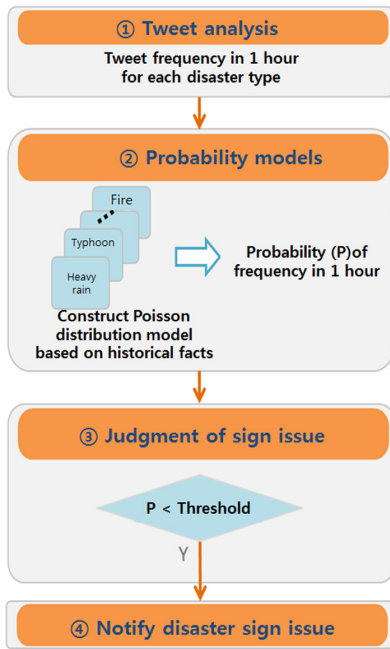 ① Tweet analysis
Tweet frequency in 1 hour
for each disaster type
② Probability models
Fire
Typhoon
Heavy
rain
Probability (P)of
frequency in 1 hour
Construct Poisson
distribution model
based on historical facts
③ Judgment of sign issue
P < Threshold
Y
④ Notify disaster sign issue